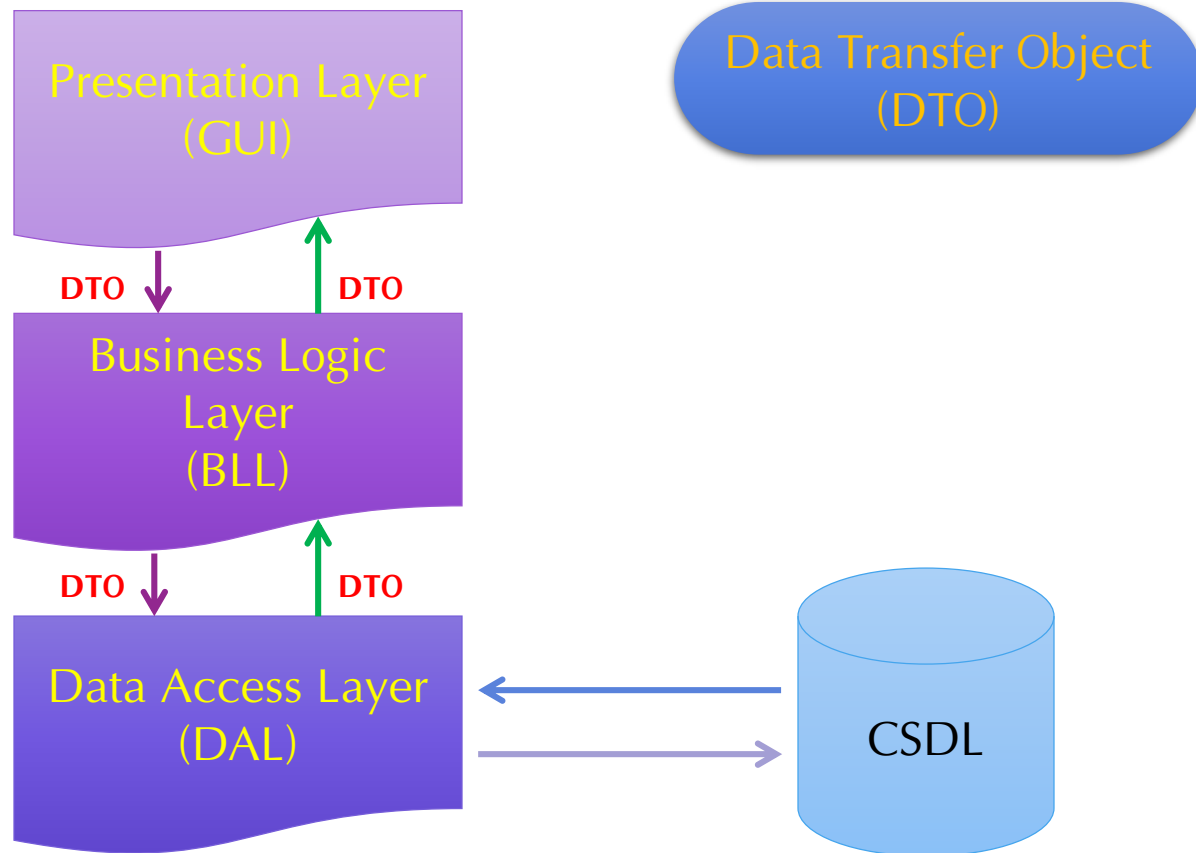 Presentation Layer
(GUI)
Data Transfer Object
(DTO)
DTO
DTO
Business Logic
Layer
(BLL)
DTO
DTO
Data Access Layer
(DAL)
CSDL